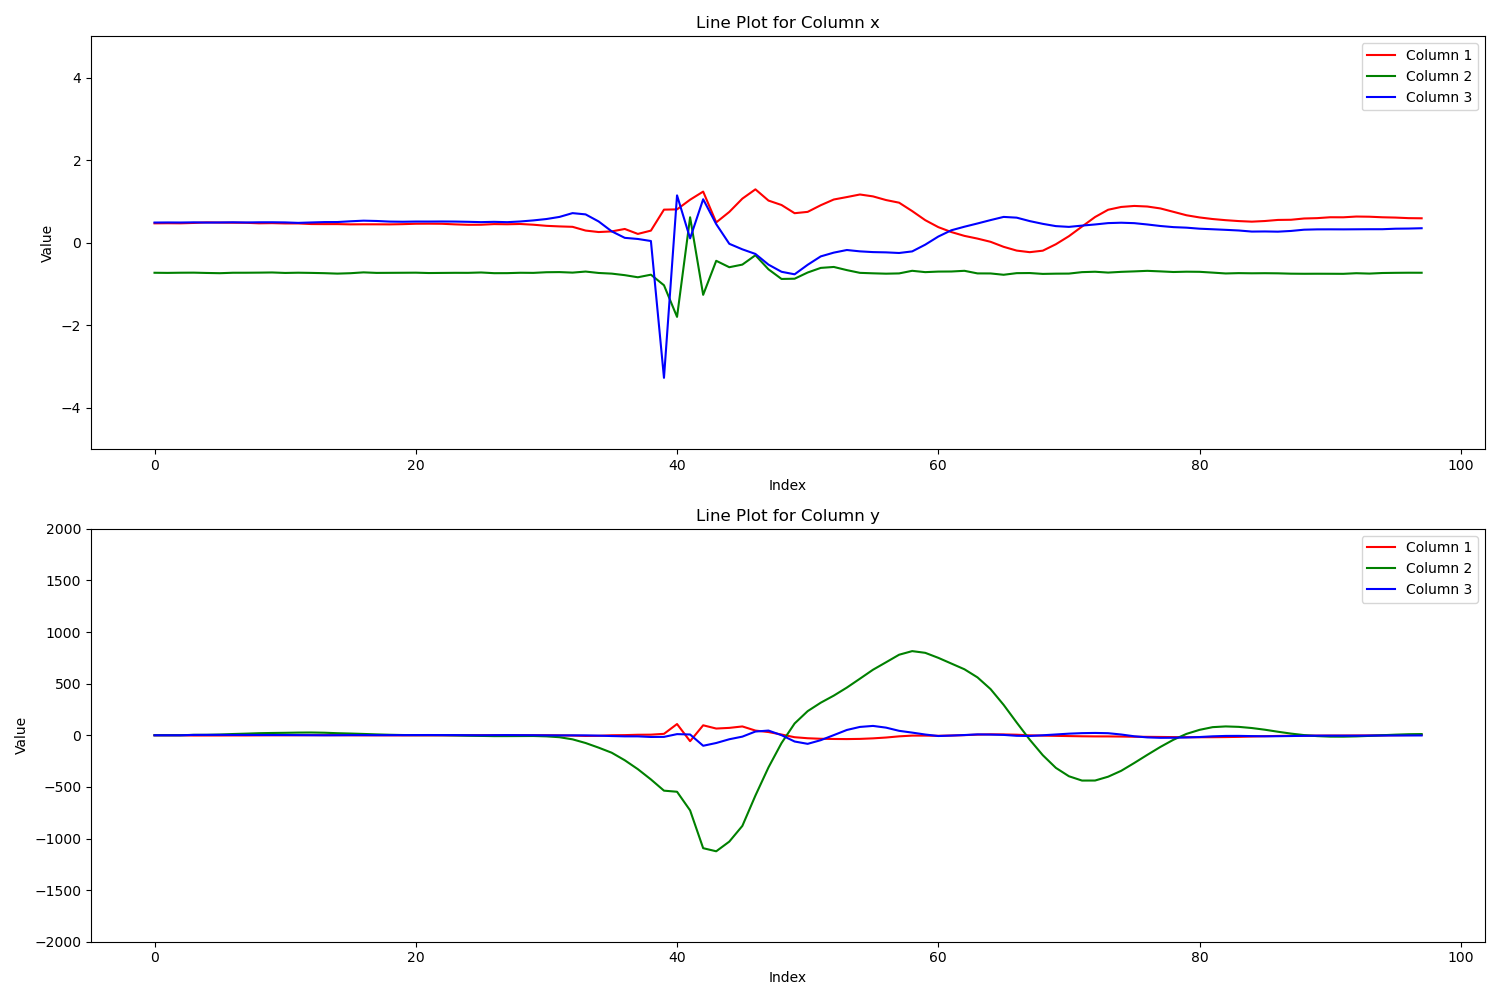 Line Plot for Column x
Value
4
2
0
−2
−4
0 20 40 60 80 100
Index
Column 1
Column 2
Column 3
Line Plot for Column y
Value
2000
1500
1000
500
0
−500
−1000
−1500
−2000
0 20 40 60 80 100
Index
Column 1
Column 2
Column 3